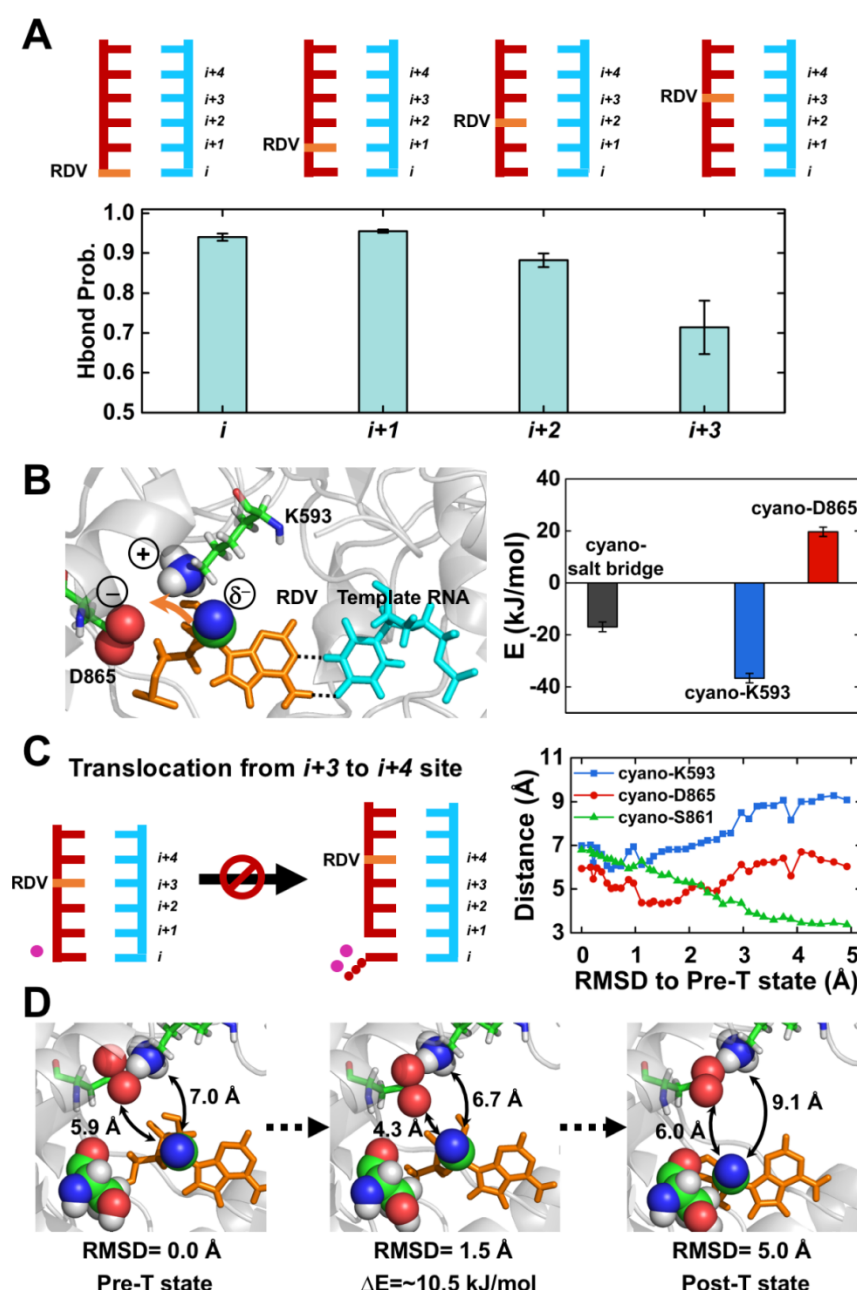 A
RDV
i+4
i+3
i+2
i+1
i
RDV
i+4
i+3
i+2
i+1
i
RDV
i+4
i+3
i+2
i+1
i
RDV
i+4
i+3
i+2
i+1
i
Hbond Prob.
1.0
0.9
0.8
0.7
0.6
0.5
i
i+1
i+2
i+3
B
K593
+
−
δ−
RDV
Template RNA
D865
E (kJ/mol)
40
20
0
-20
-40
cyano-D865
cyano-
salt bridge
cyano-K593
C
Translocation from i+3 to i+4 site
RDV
i+4
i+3
i+2
i+1
i
RDV
i+4
i+3
i+2
i+1
i
Distance (Å)
11
9
7
5
3
cyano-K593
cyano-D865
cyano-S861
0
1
2
3
4
5
RMSD to Pre-T state (Å)
D
7.0 Å
5.9 Å
6.7 Å
4.3 Å
9.1 Å
6.0 Å
RMSD= 0.0 Å
RMSD= 1.5 Å
RMSD= 5.0 Å
Pre-T state
ΔE=~10.5 kJ/mol
Post-T state